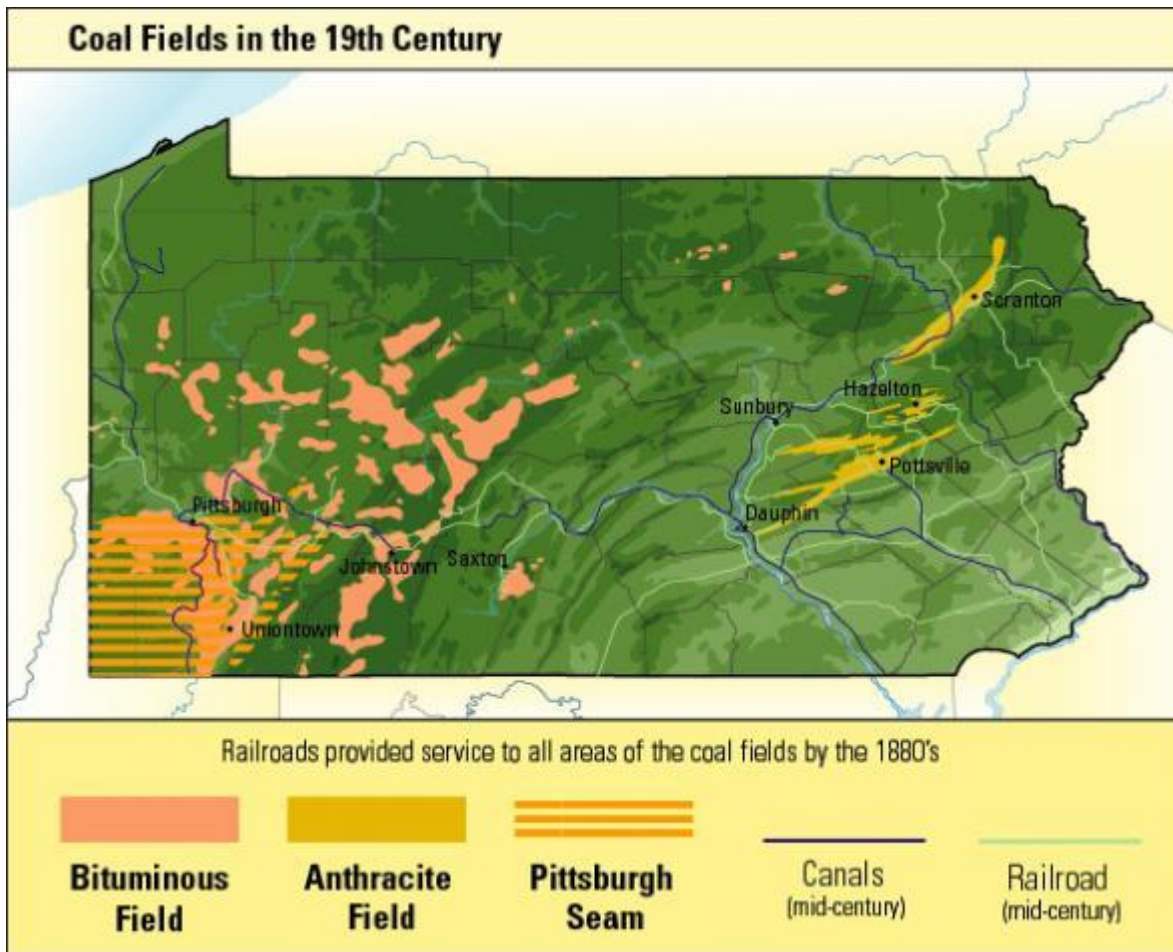 Coal Fields in the 19th Century
Scranton
Hazelton
Sunbury
Pottsville
Pittsburgh
Dauphin
Johnstown
Saxton
Uniontown
Railroads provided service to all areas of the coal fields by the 1880's
Bituminous
Field
Anthracite
Field
Pittsburgh
Seam
Canals
(mid-century)
Railroad
(mid-century)